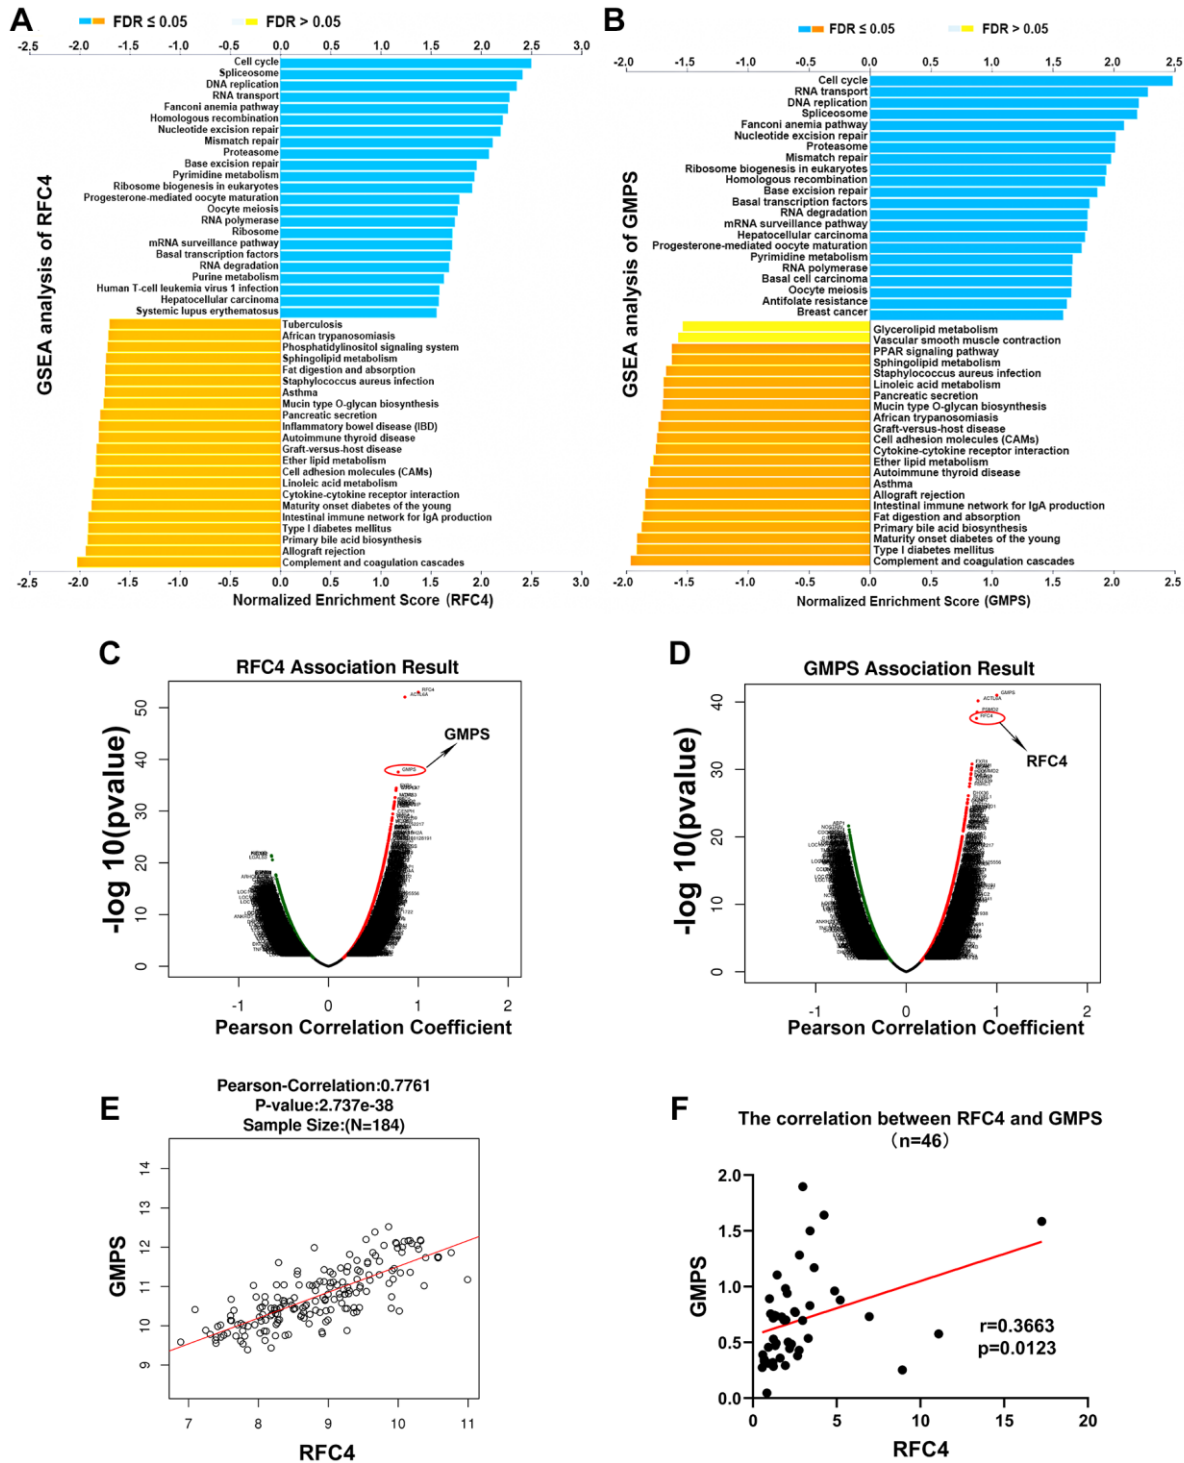 A
FDR ≤ 0.05
FDR > 0.05
-2.5 -2.0 -1.5 -1.0 -0.5 0.0 0.5 1.0 1.5 2.0 2.5 3.0
Cell cycle
Spliceosome
DNA replication
RNA transport
Fanconi anemia pathway
Homologous recombination
Nucleotide excision repair
Mismatch repair
Proteasome
Base excision repair
Pyrimidine metabolism
Ribosome biogenesis in eukaryotes
Progesterone-mediated oocyte maturation
Oocyte meiosis
RNA polymerase
Ribosome
mRNA surveillance pathway
Basal transcription factors
RNA degradation
Purine metabolism
Human T-cell leukemia virus 1 infection
Hepatocellular carcinoma
Systemic lupus erythematosus
Tuberculosis
African trypanosomiasis
Phosphatidylinositol signaling system
Sphingolipid metabolism
Fat digestion and absorption
Staphylococcus aureus infection
Asthma
Mucin type O-glycan biosynthesis
Pancreatic secretion
Inflammatory bowel disease (IBD)
Autoimmune thyroid disease
Graft-versus-host disease
Ether lipid metabolism
Cell adhesion molecules (CAMs)
Linoleic acid metabolism
Cytokine-cytokine receptor interaction
Maturity onset diabetes of the young
Intestinal immune network for IgA production
Type I diabetes mellitus
Primary bile acid biosynthesis
Allograft rejection
Complement and coagulation cascades
-2.5 -2.0 -1.5 -1.0 -0.5 0.0 0.5 1.0 1.5 2.0 2.5 3.0
Normalized Enrichment Score (RFC4)
GSEA analysis of RFC4
B
FDR ≤ 0.05
FDR > 0.05
-2.0 -1.5 -1.0 -0.5 0.0 0.5 1.0 1.5 2.0 2.5
Cell cycle
RNA transport
DNA replication
Spliceosome
Fanconi anemia pathway
Nucleotide excision repair
Proteasome
Mismatch repair
Ribosome biogenesis in eukaryotes
Homologous recombination
Base excision repair
Basal transcription factors
RNA degradation
mRNA surveillance pathway
Hepatocellular carcinoma
Progesterone-mediated oocyte maturation
Pyrimidine metabolism
RNA polymerase
Basal cell carcinoma
Oocyte meiosis
Antifolate resistance
Breast cancer
Glycerolipid metabolism
Vascular smooth muscle contraction
PPAR signaling pathway
Sphingolipid metabolism
Staphylococcus aureus infection
Linoleic acid metabolism
Pancreatic secretion
Mucin type O-glycan biosynthesis
African trypanosomiasis
Graft-versus-host disease
Cell adhesion molecules (CAMs)
Cytokine-cytokine receptor interaction
Ether lipid metabolism
Autoimmune thyroid disease
Asthma
Allograft rejection
Intestinal immune network for IgA production
Fat digestion and absorption
Primary bile acid biosynthesis
Maturity onset diabetes of the young
Type I diabetes mellitus
Complement and coagulation cascades
-2.0 -1.5 -1.0 -0.5 0.0 0.5 1.0 1.5 2.0 2.5
Normalized Enrichment Score (GMPS)
GSEA analysis of GMPS
C
RFC4 Association Result
RFC4
ACTL6A
GMPS
GMPS
50
40
30
20
10
0
-log 10(pvalue)
-1 0 1 2
Pearson Correlation Coefficient
D
GMPS Association Result
GMPS
ACTL6A
PSMD2
RFC4
RFC4
40
30
20
10
0
-log 10(pvalue)
-1 0 1 2
Pearson Correlation Coefficient
E
Pearson-Correlation:0.7761
P-value:2.737e-38
Sample Size:(N=184)
14
13
12
11
10
9
GMPS
7 8 9 10 11
RFC4
F
The correlation between RFC4 and GMPS
(n=46)
2.0
1.5
1.0
0.5
0.0
GMPS
r=0.3663
p=0.0123
0 5 10 15 20
RFC4